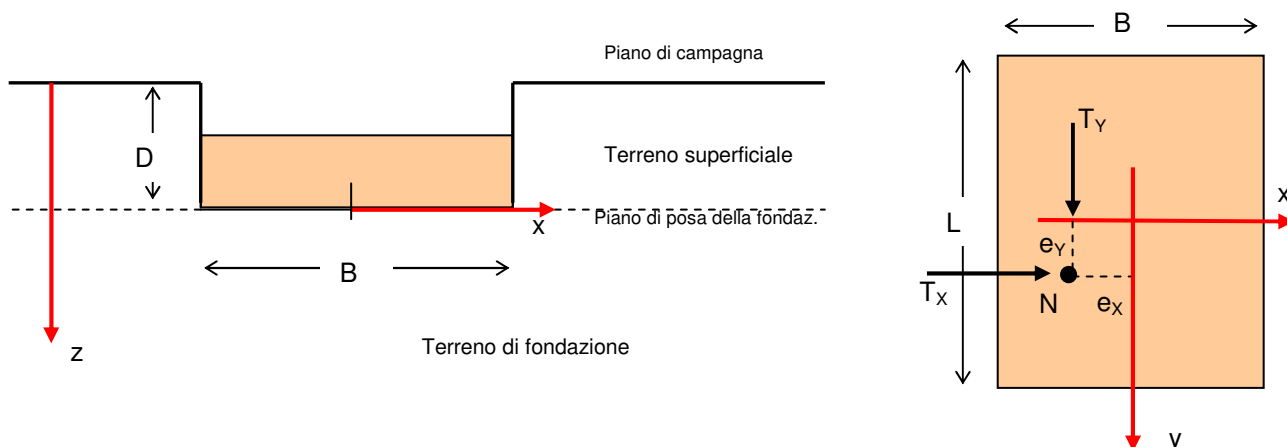 Piano di campagna
D
Terreno superficiale
x
Piano di posa della fondaz.
B
z
Terreno di fondazione
B
T_Y
x
L
e_Y
T_X
N
e_X
y